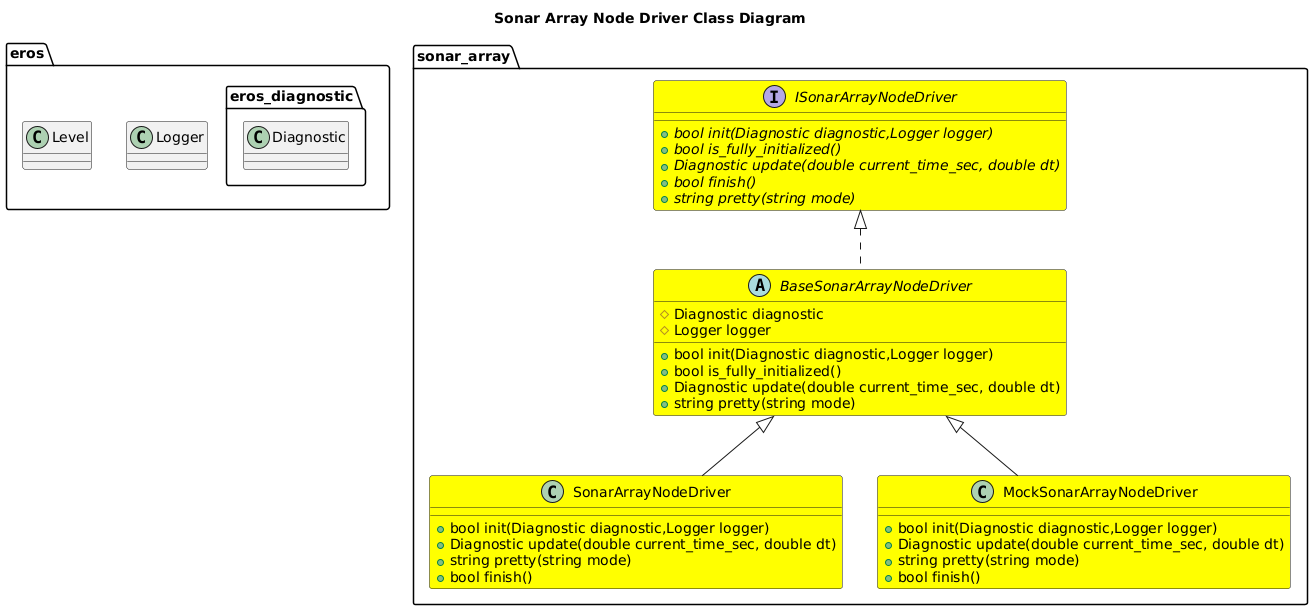 Sonar Array Node Driver Class Diagram
eros
eros_diagnostic
C Level
C Logger
C Diagnostic
sonar_array
I ISonarArrayNodeDriver
bool init(Diagnostic diagnostic,Logger logger)
bool is_fully_initialized()
Diagnostic update(double current_time_sec, double dt)
bool finish()
string pretty(string mode)
A BaseSonarArrayNodeDriver
Diagnostic diagnostic
Logger logger
bool init(Diagnostic diagnostic,Logger logger)
bool is_fully_initialized()
Diagnostic update(double current_time_sec, double dt)
string pretty(string mode)
C SonarArrayNodeDriver
bool init(Diagnostic diagnostic,Logger logger)
Diagnostic update(double current_time_sec, double dt)
string pretty(string mode)
bool finish()
C MockSonarArrayNodeDriver
bool init(Diagnostic diagnostic,Logger logger)
Diagnostic update(double current_time_sec, double dt)
string pretty(string mode)
bool finish()